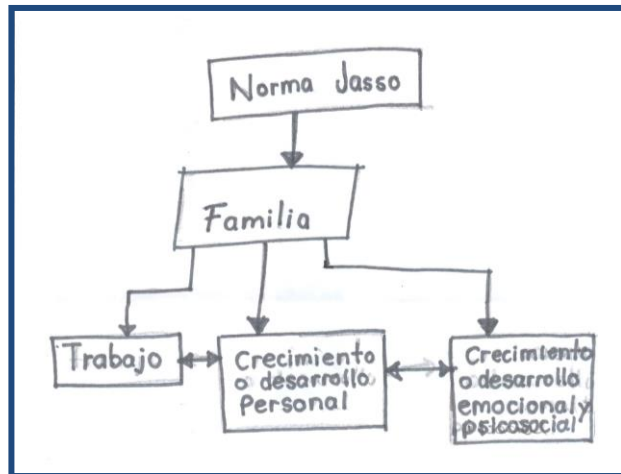 Norma Jasso
Familia
Trabajo
Crecimiento
o desarrollo
Personal
Crecimiento
o desarrollo
emocional y
psicosocial